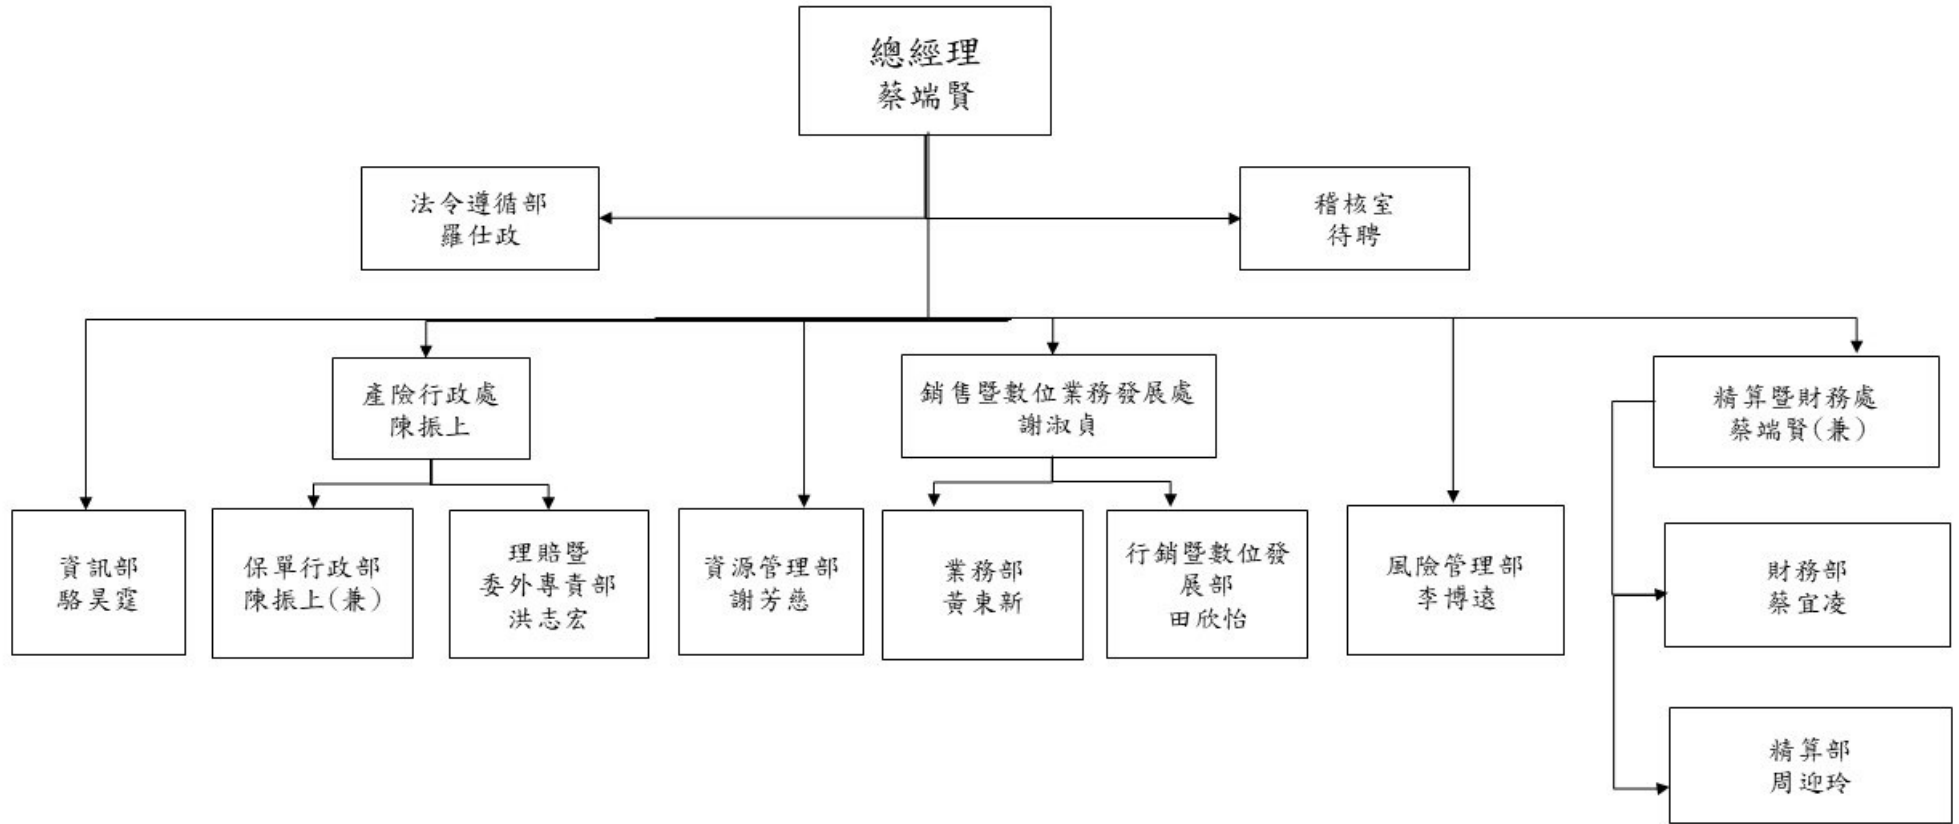 總經理
蔡端賢
法令遵循部
羅仕政
稽核室
待聘
產險行政處
陳振上
銷售暨數位業務發展處
謝淑貞
精算暨財務處
蔡端賢(兼)
資訊部
駱昊霆
保單行政部
陳振上(兼)
理賠暨
委外專責部
洪志宏
資源管理部
謝芳慈
業務部
黃東新
行銷暨數位發
展部
田欣怡
風險管理部
李博遠
財務部
蔡宜凌
精算部
周迎玲